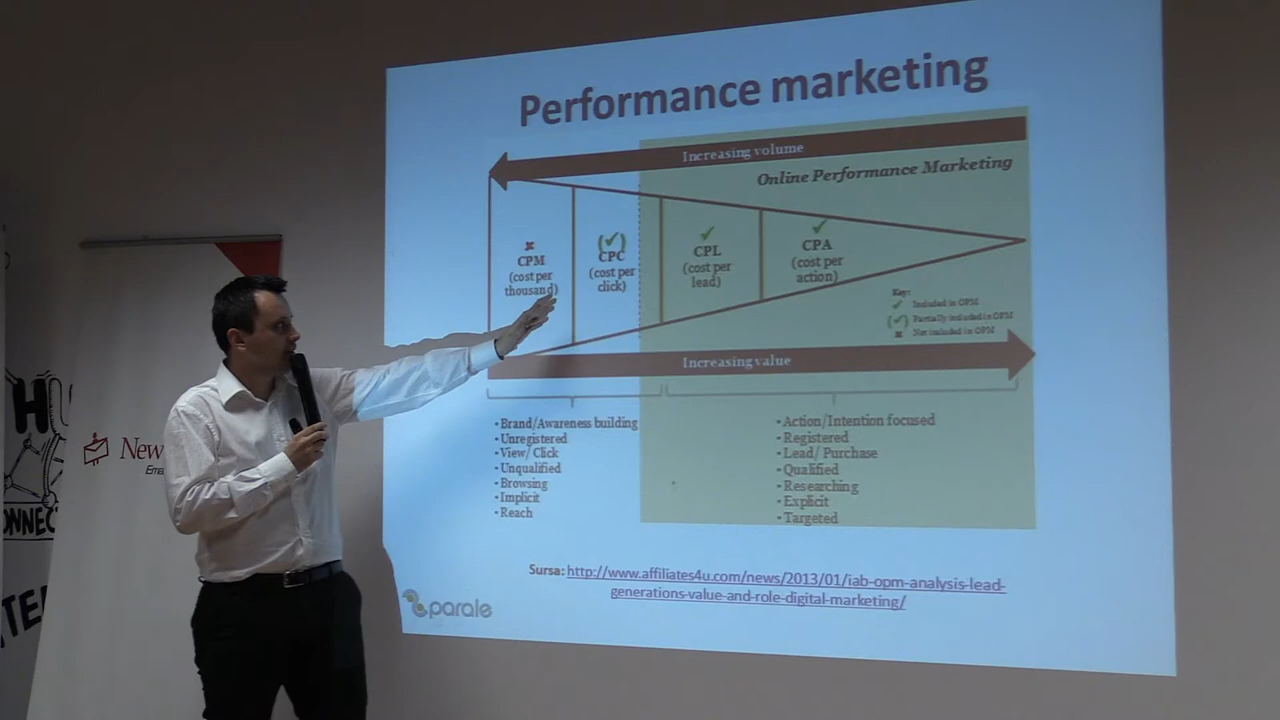 Performance marketing
Increasing volume
Online Performance Marketing
✖
CPM
(cost per
thousand)
(✓)
CPC
(cost per
click)
✓
CPL
(cost per
lead)
✓
CPA
(cost per
action)
Key:
✓ Included in OPM
(✓) Partially included in OPM
✖ Not included in OPM
Increasing value
• Brand/Awareness building
• Unregistered
• View/ Click
• Unqualified
• Browsing
• Implicit
• Reach
• Action/Intention focused
• Registered
• Lead/ Purchase
• Qualified
• Researching
• Explicit
• Targeted
Sursa: http://www.affiliates4u.com/news/2013/01/iab-opm-analysis-lead-
generations-value-and-role-digital-marketing/
parale
New
Ema
H
CONNEC
TE